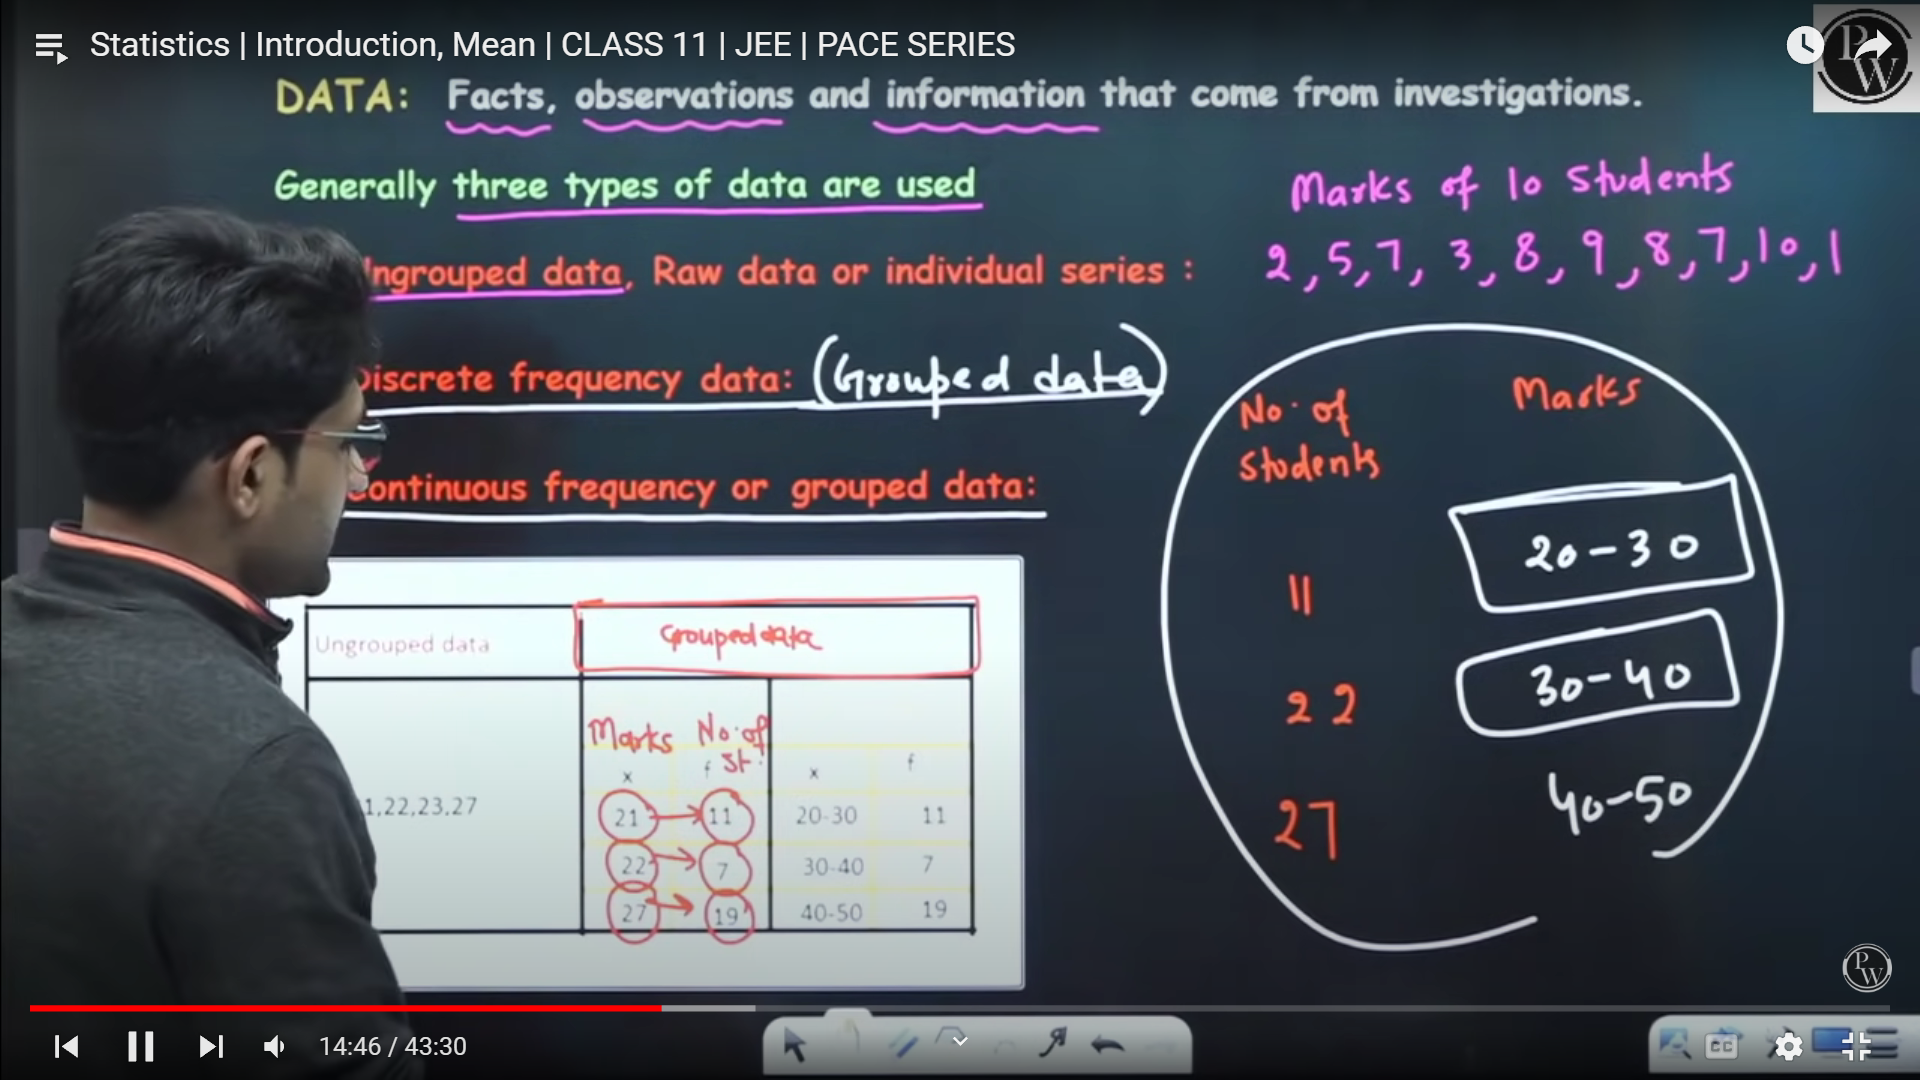 Statistics | Introduction, Mean | CLASS 11 | JEE | PACE SERIES
PW
DATA: Facts, observations and information that come from investigations.
Generally three types of data are used
Marks of 10 Students
ngrouped data, Raw data or individual series :
2, 5, 7, 3, 8, 9, 8, 7, 10, 1
iscrete frequency data: (Grouped data)
No. of Students
Marks
ontinuous frequency or grouped data:
11 20-30
22 30-40
27 40-50
Ungrouped data
Grouped data
Marks No. of St.
x f x f
1,22,23,27
21 11 20-30 11
22 7 30-40 7
27 19 40-50 19
PW
14:46 / 43:30
CC